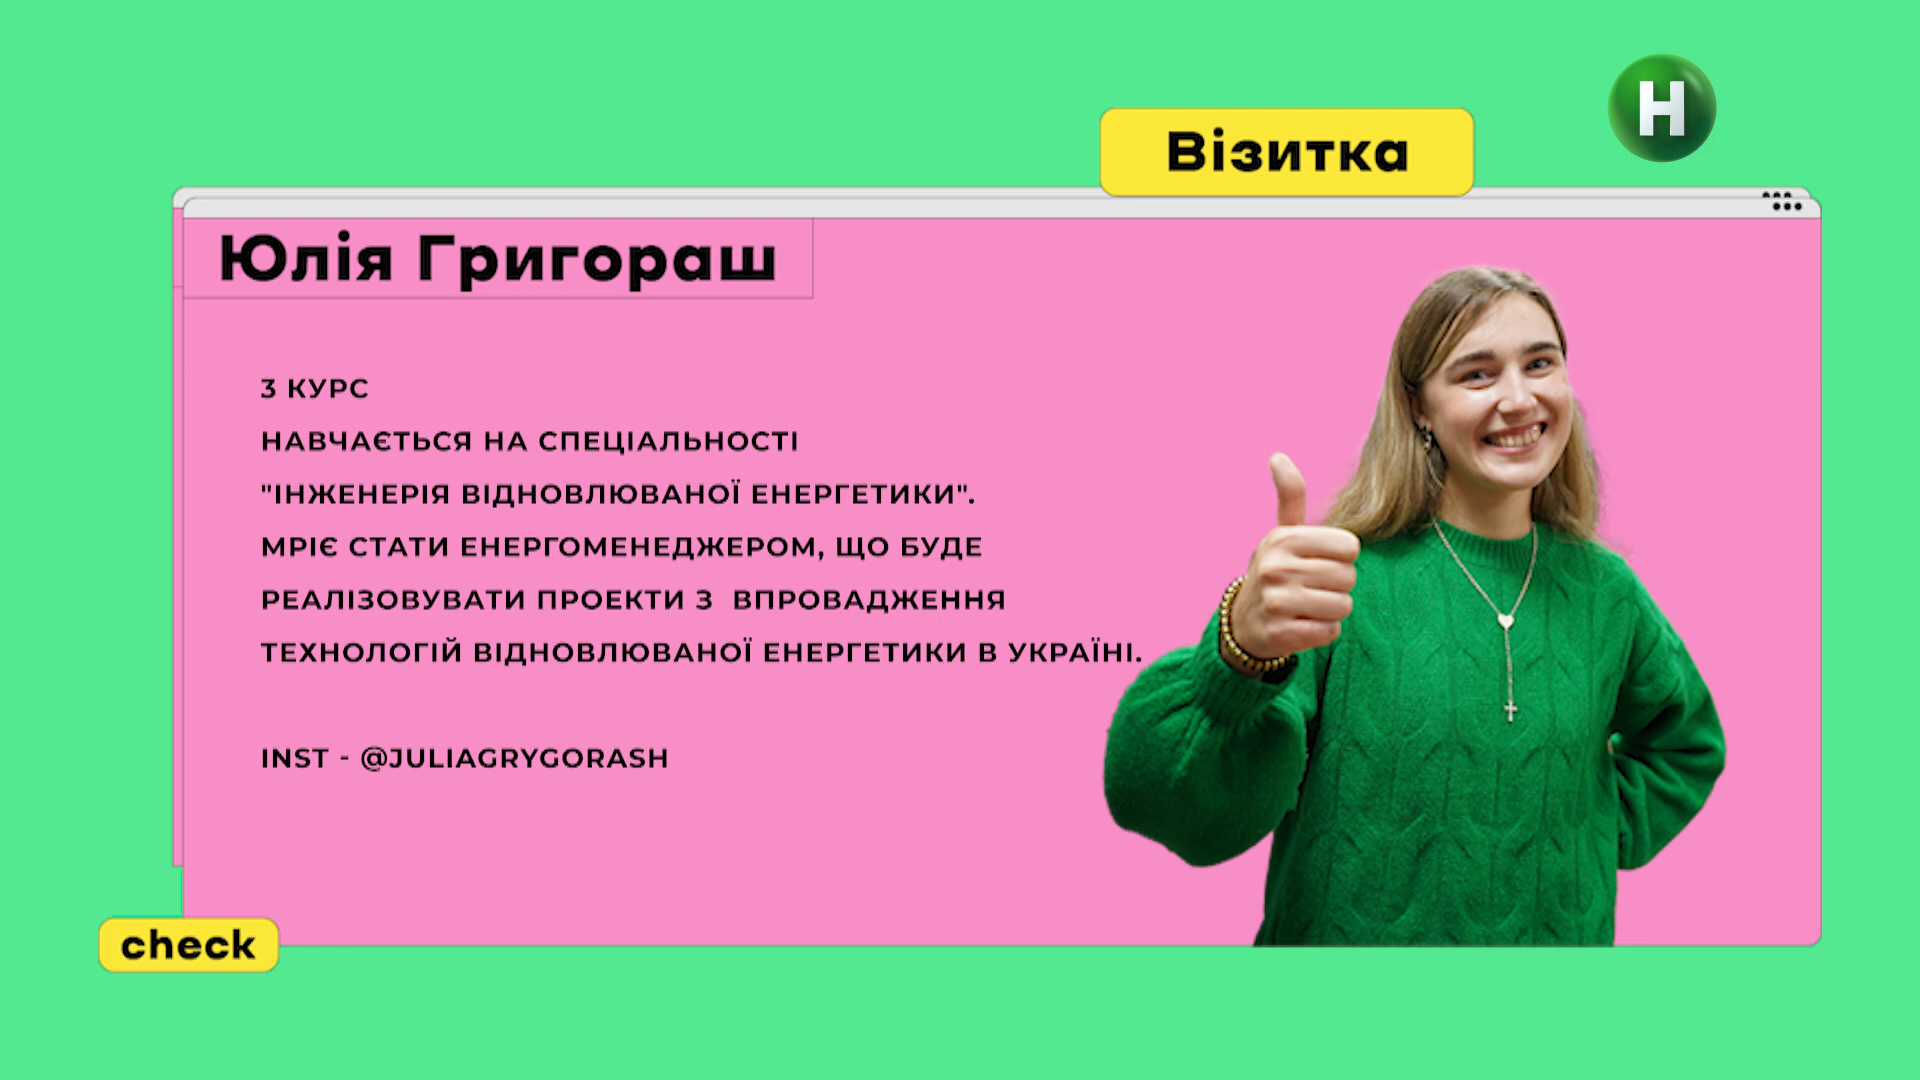 Н
Візитка
Юлія Григораш
3 КУРС
НАВЧАЄТЬСЯ НА СПЕЦІАЛЬНОСТІ
"ІНЖЕНЕРІЯ ВІДНОВЛЮВАНОЇ ЕНЕРГЕТИКИ".
МРІЄ СТАТИ ЕНЕРГОМЕНЕДЖЕРОМ, ЩО БУДЕ
РЕАЛІЗОВУВАТИ ПРОЕКТИ З  ВПРОВАДЖЕННЯ
ТЕХНОЛОГІЙ ВІДНОВЛЮВАНОЇ ЕНЕРГЕТИКИ В УКРАЇНІ.
INST - @JULIAGRYGORASH
check